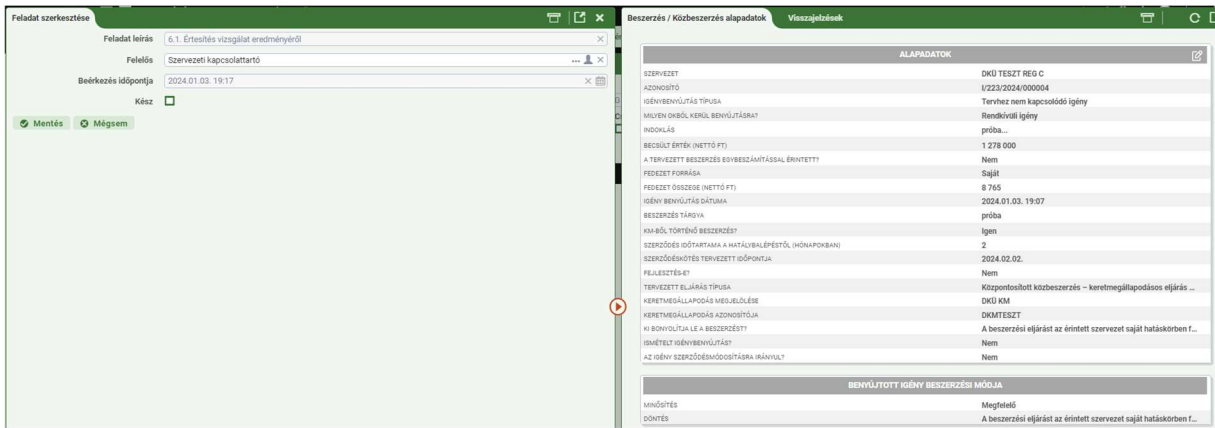 Feladat szerkesztése
Feladat leírás 6.1. Értesítés vizsgálat eredményéről
Felelős Szervezeti kapcsolattartó
Beérkezés időpontja 2024.01.03. 19:17
Kész
Mentés Mégsem
Beszerzés / Közbeszerzés alapadatok Visszajelzések
ALAPADATOK
SZERVEZET DKÜ TESZT REG C
AZONOSÍTÓ I/223/2024/000004
IGÉNYBENYÚJTÁS TÍPUSA Tervhez nem kapcsolódó igény
MILYEN OKBÓL KERÜL BENYÚJTÁSRA? Rendkívüli igény
INDOKLÁS próba...
BECSÜLT ÉRTÉK (NETTÓ FT) 1 278 000
A TERVEZETT BESZERZÉS EGYBESZÁMÍTÁSSAL ÉRINTETT? Nem
FEDEZET FORRÁSA Saját
FEDEZET ÖSSZEGE (NETTÓ FT) 8 765
IGÉNY BENYÚJTÁS DÁTUMA 2024.01.03. 19:07
BESZERZÉS TÁRGYA próba
KM-BŐL TÖRTÉNŐ BESZERZÉS? Igen
SZERZŐDÉS IDŐTARTAMA A HATÁLYBALÉPÉSTŐL (HÓNAPOKBAN) 2
SZERZŐDÉSKÖTÉS TERVEZETT IDŐPONTJA 2024.02.02.
FEJLESZTÉS-E? Nem
TERVEZETT ELJÁRÁS TÍPUSA Központosított közbeszerzés – keretmegállapodásos eljárás ...
KERETMEGÁLLAPODÁS MEGJELÖLÉSE DKÜ KM
KERETMEGÁLLAPODÁS AZONOSÍTÓJA DKMTESZT
KI BONYOLÍTJA LE A BESZERZÉST? A beszerzési eljárást az érintett szervezet saját hatáskörben f...
ISMÉTELT IGÉNYBENYÚJTÁS? Nem
AZ IGÉNY SZERZŐDÉSMÓDOSÍTÁSRA IRÁNYUL? Nem
BENYÚJTOTT IGÉNY BESZERZÉSI MÓDJA
MINŐSÍTÉS Megfelelő
DÖNTÉS A beszerzési eljárást az érintett szervezet saját hatáskörben f...